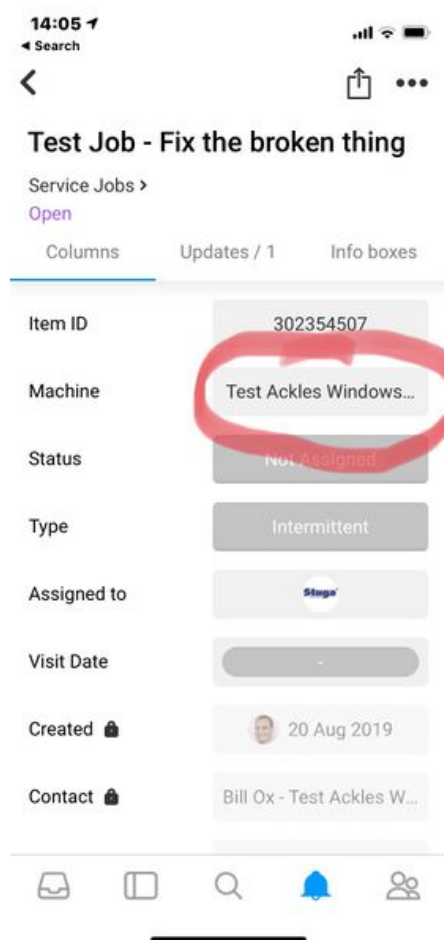 14:05
Search
Test Job - Fix the broken thing
Service Jobs >
Open
Columns Updates / 1 Info boxes
Item ID 302354507
Machine Test Ackles Windows...
Status Not Assigned
Type Intermittent
Assigned to Stuga
Visit Date -
Created 20 Aug 2019
Contact Bill Ox - Test Ackles W...